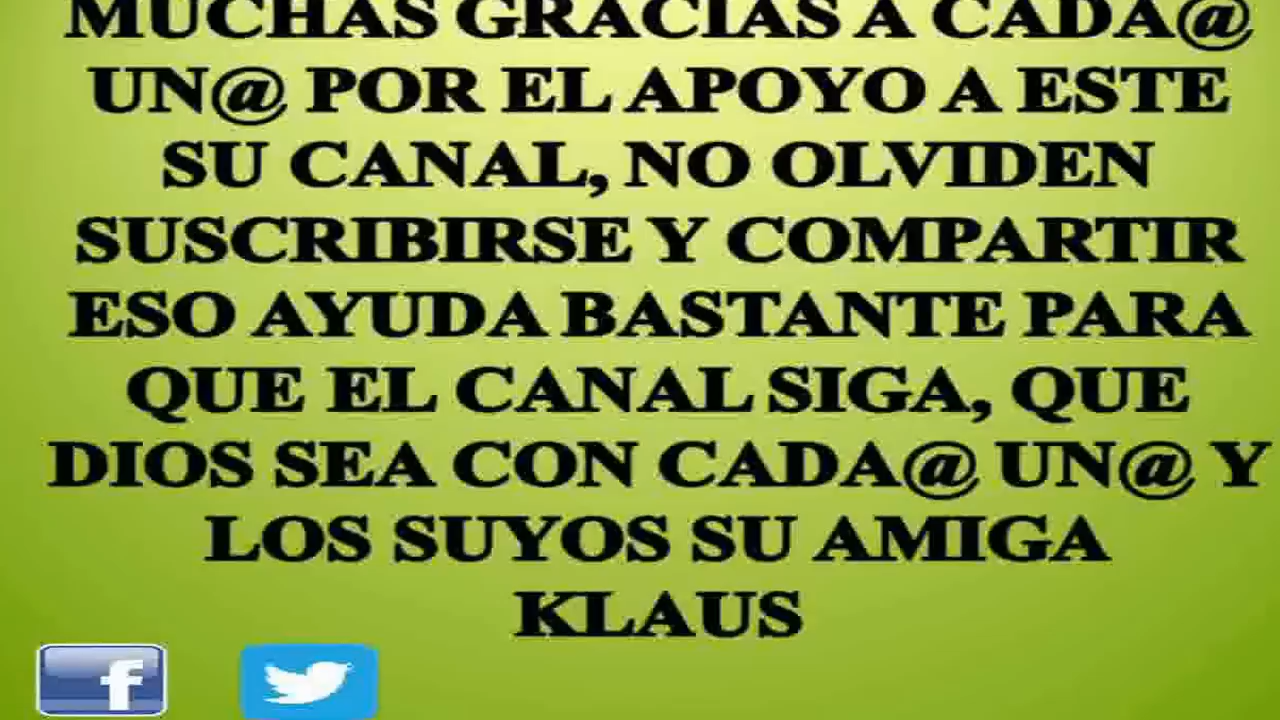 MUCHAS GRACIAS A CADA@
UN@ POR EL APOYO A ESTE
SU CANAL, NO OLVIDEN
SUSCRIBIRSE Y COMPARTIR
ESO AYUDA BASTANTE PARA
QUE EL CANAL SIGA, QUE
DIOS SEA CON CADA@ UN@ Y
LOS SUYOS SU AMIGA
KLAUS
f